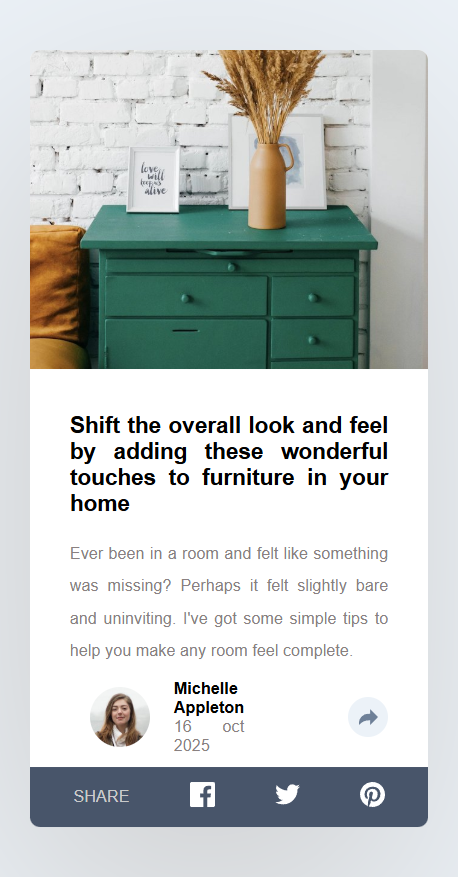 love
will
keep us
alive
Shift the overall look and feel
by adding these wonderful
touches to furniture in your
home
Ever been in a room and felt like something
was missing? Perhaps it felt slightly bare
and uninviting. I've got some simple tips to
help you make any room feel complete.
Michelle
Appleton
16 oct
2025
SHARE